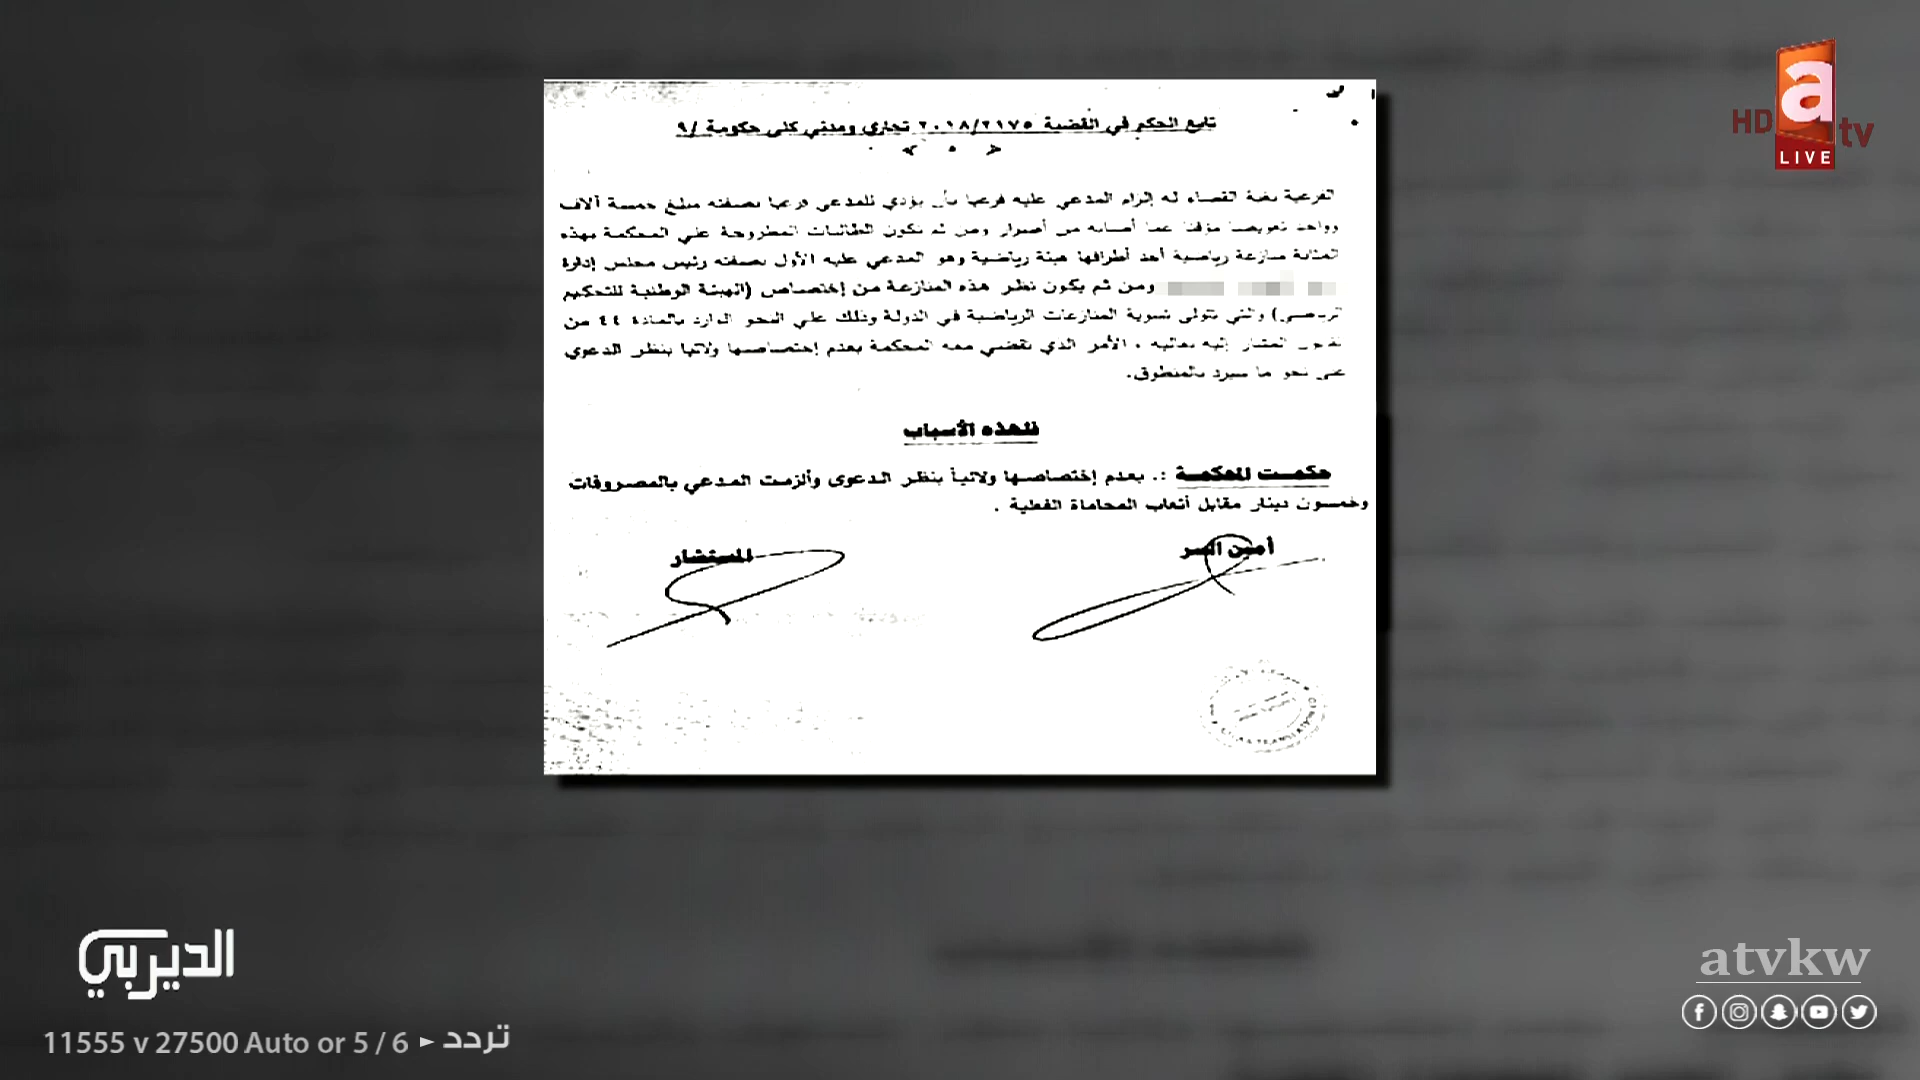 HD a tv
LIVE
تابع الحكم في القضية ٢٠١٨/٢١٧٥ تجاري ومدني كلي حكومة /٩
الفرعية بغية القضاء له إلزام المدعي عليه فرعيا بأن يؤدي للمدعي فرعيا بصفته مبلغ خمسة آلاف
وواحد تعويضا مؤقتا عما أصابه من أضرار ومن ثم تكون الطلبات المطروحة علي المحكمة بهذه
المثابة منازعة رياضية أحد أطرافها هيئة رياضية وهو المدعي عليه الأول بصفته رئيس مجلس إدارة
ومن ثم يكون نظر هذه المنازعة من إختصاص (الهيئة الوطنية للتحكيم
الرياضي) والتي تتولى تسوية المنازعات الرياضية في الدولة وذلك علي النحو الوارد بالمادة ٤٤ من
المشار إليه بعاليه ، الأمر الذي تقضي معه المحكمة بعدم إختصاصها ولائيا بنظر الدعوي
علي نحو ما سيرد بالمنطوق.
فلهذه الأسباب
حكمت المحكمة :. بعدم إختصاصها ولائياً بنظر الدعوى وألزمت المدعي بالمصروفات
وخمسون دينار مقابل أتعاب المحاماة الفعلية .
أمين السر
المستشار
الديربي
atvkw
تردد ► 11555 v 27500 Auto or 5 / 6